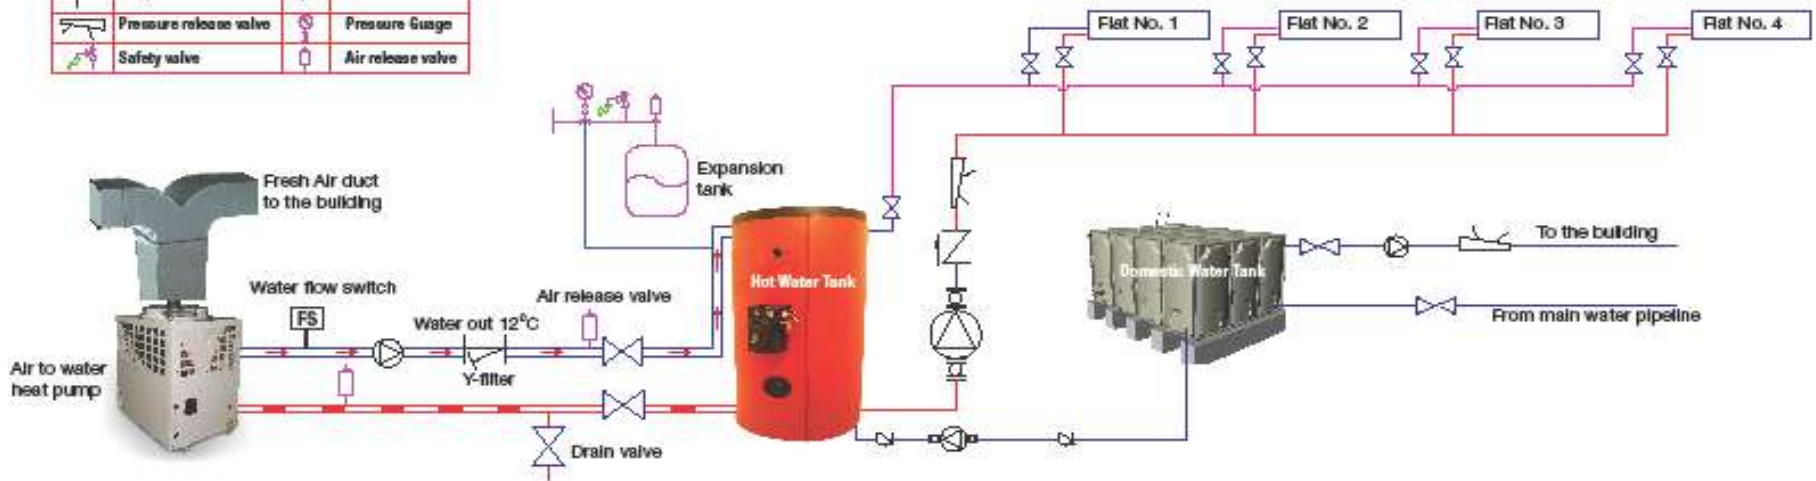 Pressure release valve
Pressure Guage
Safety valve
Air release valve
Flat No. 1
Flat No. 2
Flat No. 3
Flat No. 4
Expansion
tank
Fresh Air duct
to the building
Water flow switch
FS
Water out 12°C
Y-filter
Air release valve
Hot Water Tank
Domestic Water Tank
To the building
From main water pipeline
Air to water
heat pump
Drain valve